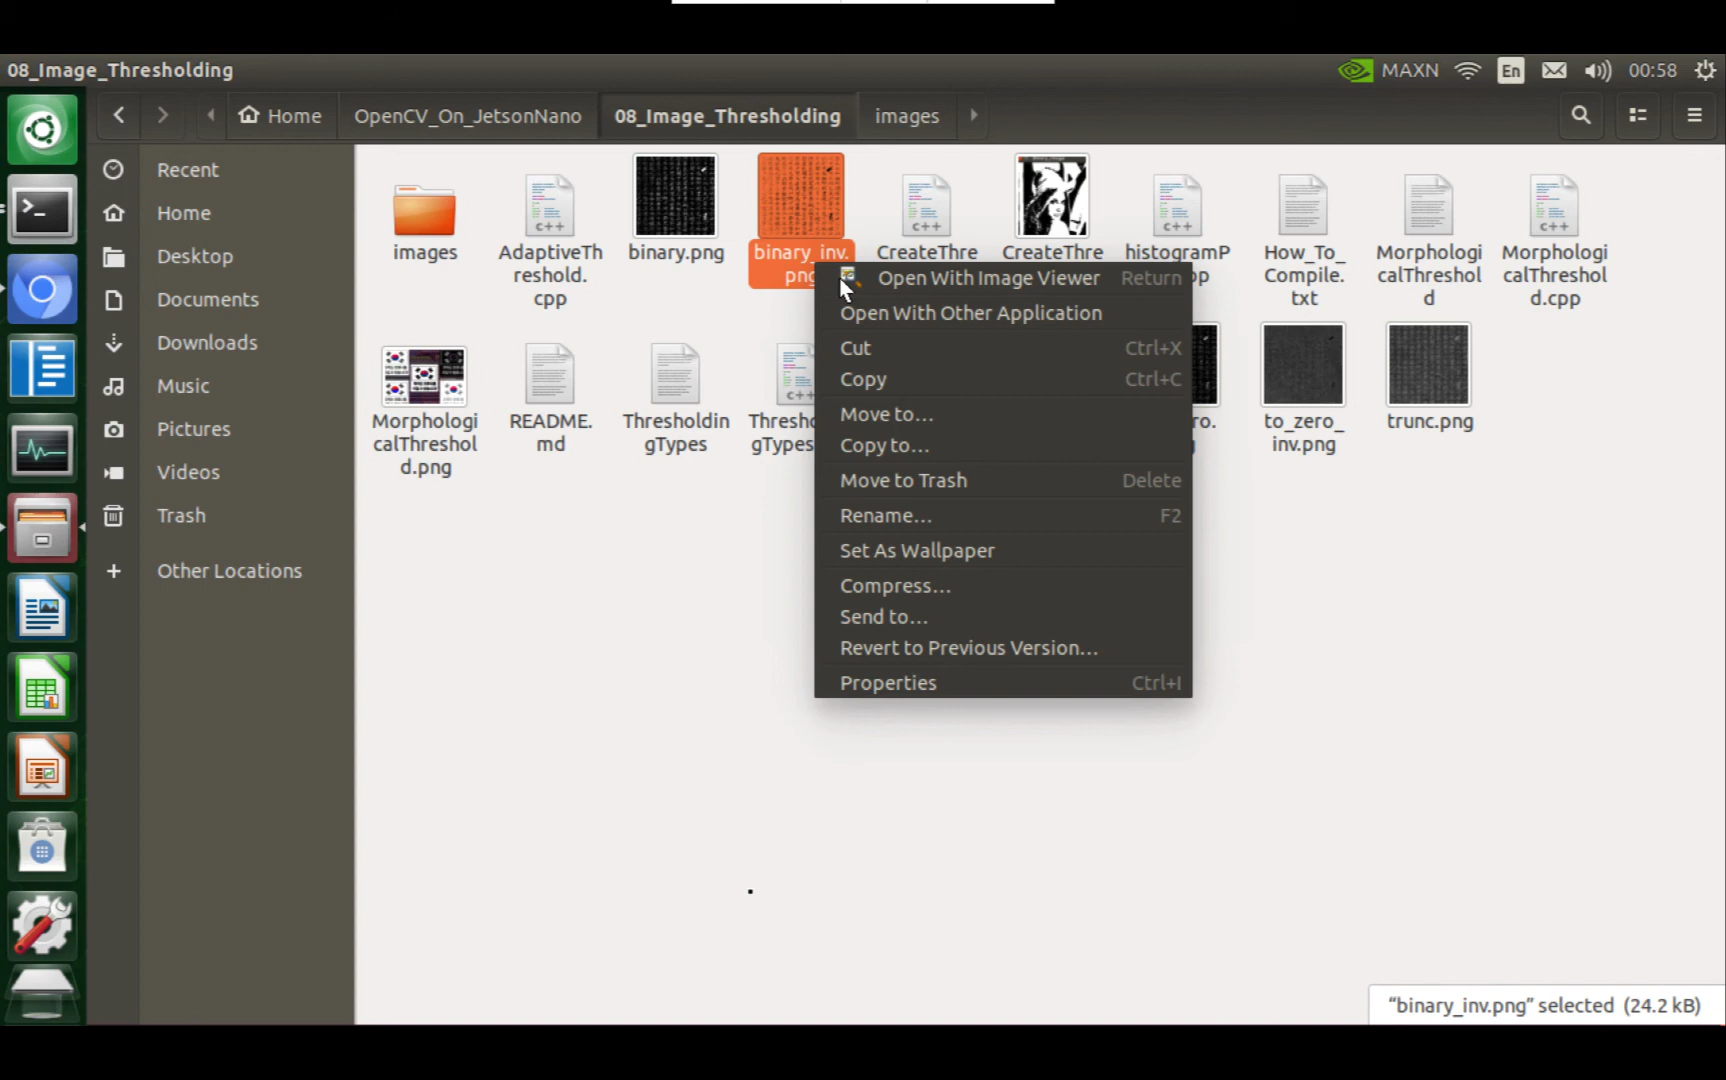 08_Image_Thresholding
MAXN
En
00:58
Home
OpenCV_On_JetsonNano
08_Image_Thresholding
images
Recent
Home
Desktop
Documents
Downloads
Music
Pictures
Videos
Trash
Other Locations
images
AdaptiveTh
reshold.
cpp
binary.png
binary_inv.
png
CreateThre
CreateThre
histogramP
pp
How_To_
Compile.
txt
Morphologi
calThreshol
d
Morphologi
calThreshol
d.cpp
Morphologi
calThreshol
d.png
README.
md
Thresholdin
gTypes
Thresho
gTypes
ro.
to_zero_
inv.png
trunc.png
Open With Image Viewer Return
Open With Other Application
Cut Ctrl+X
Copy Ctrl+C
Move to...
Copy to...
Move to Trash Delete
Rename... F2
Set As Wallpaper
Compress...
Send to...
Revert to Previous Version...
Properties Ctrl+I
“binary_inv.png” selected (24.2 kB)